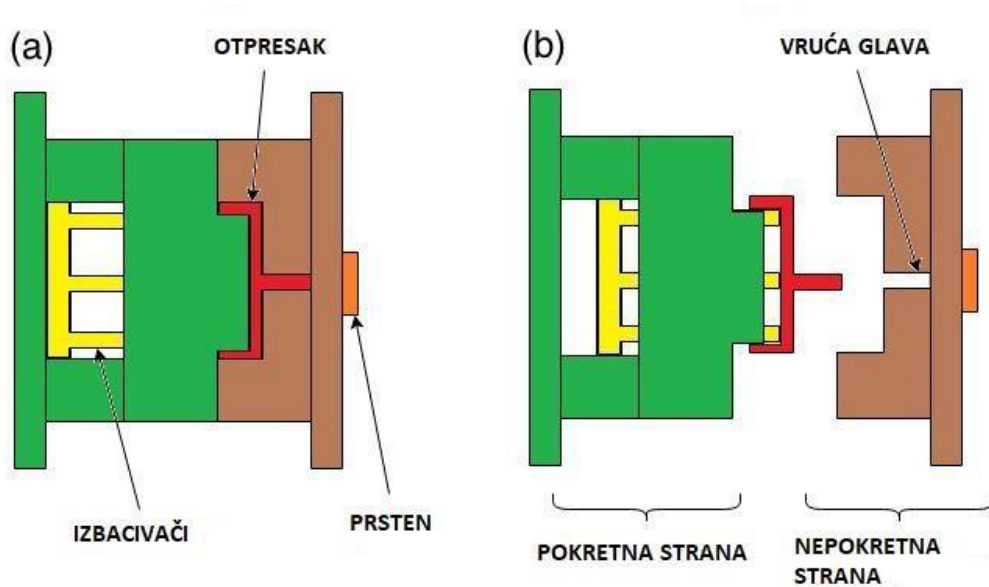 (a)
OTPRESAK
IZBACIVAČI
PRSTEN
(b)
VRUĆA GLAVA
POKRETNA STRANA
NEPOKRETNA
STRANA